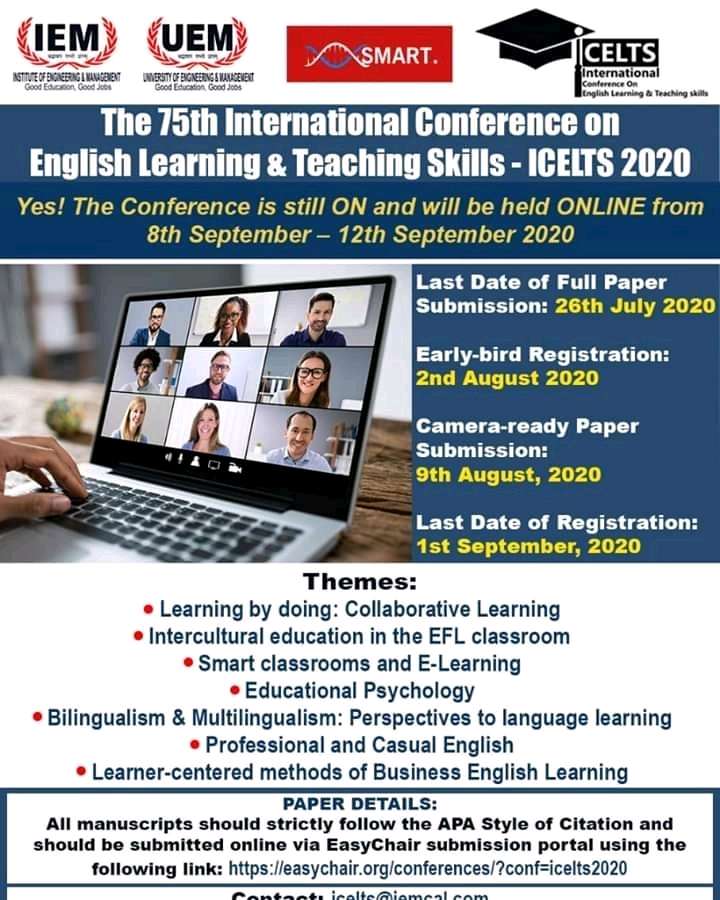 IEM
INSTITUTE OF ENGINEERING & MANAGEMENT
Good Education, Good Jobs
UEM
UNIVERSITY OF ENGINEERING & MANAGEMENT
Good Education, Good Jobs
SMART.
ICELTS
International
Conference On
English Learning & Teaching skills
The 75th International Conference on
English Learning & Teaching Skills - ICELTS 2020
Yes! The Conference is still ON and will be held ONLINE from
8th September – 12th September 2020
Last Date of Full Paper
Submission: 26th July 2020
Early-bird Registration:
2nd August 2020
Camera-ready Paper
Submission:
9th August, 2020
Last Date of Registration:
1st September, 2020
Themes:
• Learning by doing: Collaborative Learning
• Intercultural education in the EFL classroom
• Smart classrooms and E-Learning
• Educational Psychology
• Bilingualism & Multilingualism: Perspectives to language learning
• Professional and Casual English
• Learner-centered methods of Business English Learning
PAPER DETAILS:
All manuscripts should strictly follow the APA Style of Citation and
should be submitted online via EasyChair submission portal using the
following link: https://easychair.org/conferences/?conf=icelts2020
Contact: icelts@iemcal.com